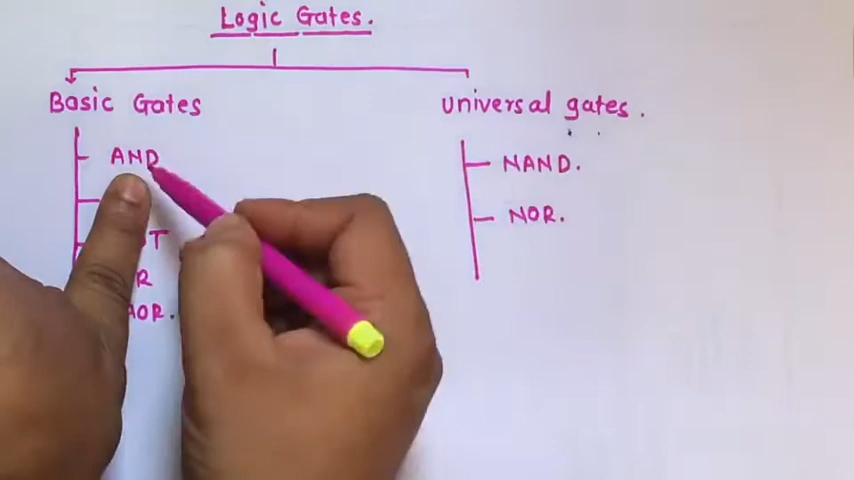 Logic Gates.
Basic Gates
universal gates.
AND
NAND.
NOR.